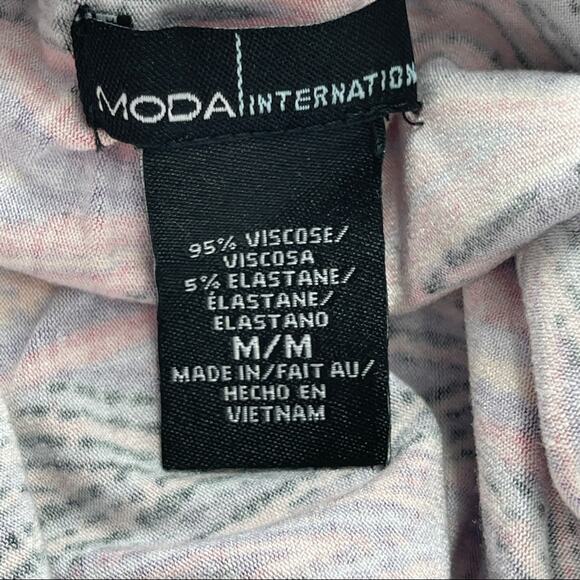 MODA INTERNATION
95% VISCOSE/
VISCOSA
5% ELASTANE/
ÉLASTANE/
ELASTANO
M/M
MADE IN/FAIT AU/
HECHO EN
VIETNAM